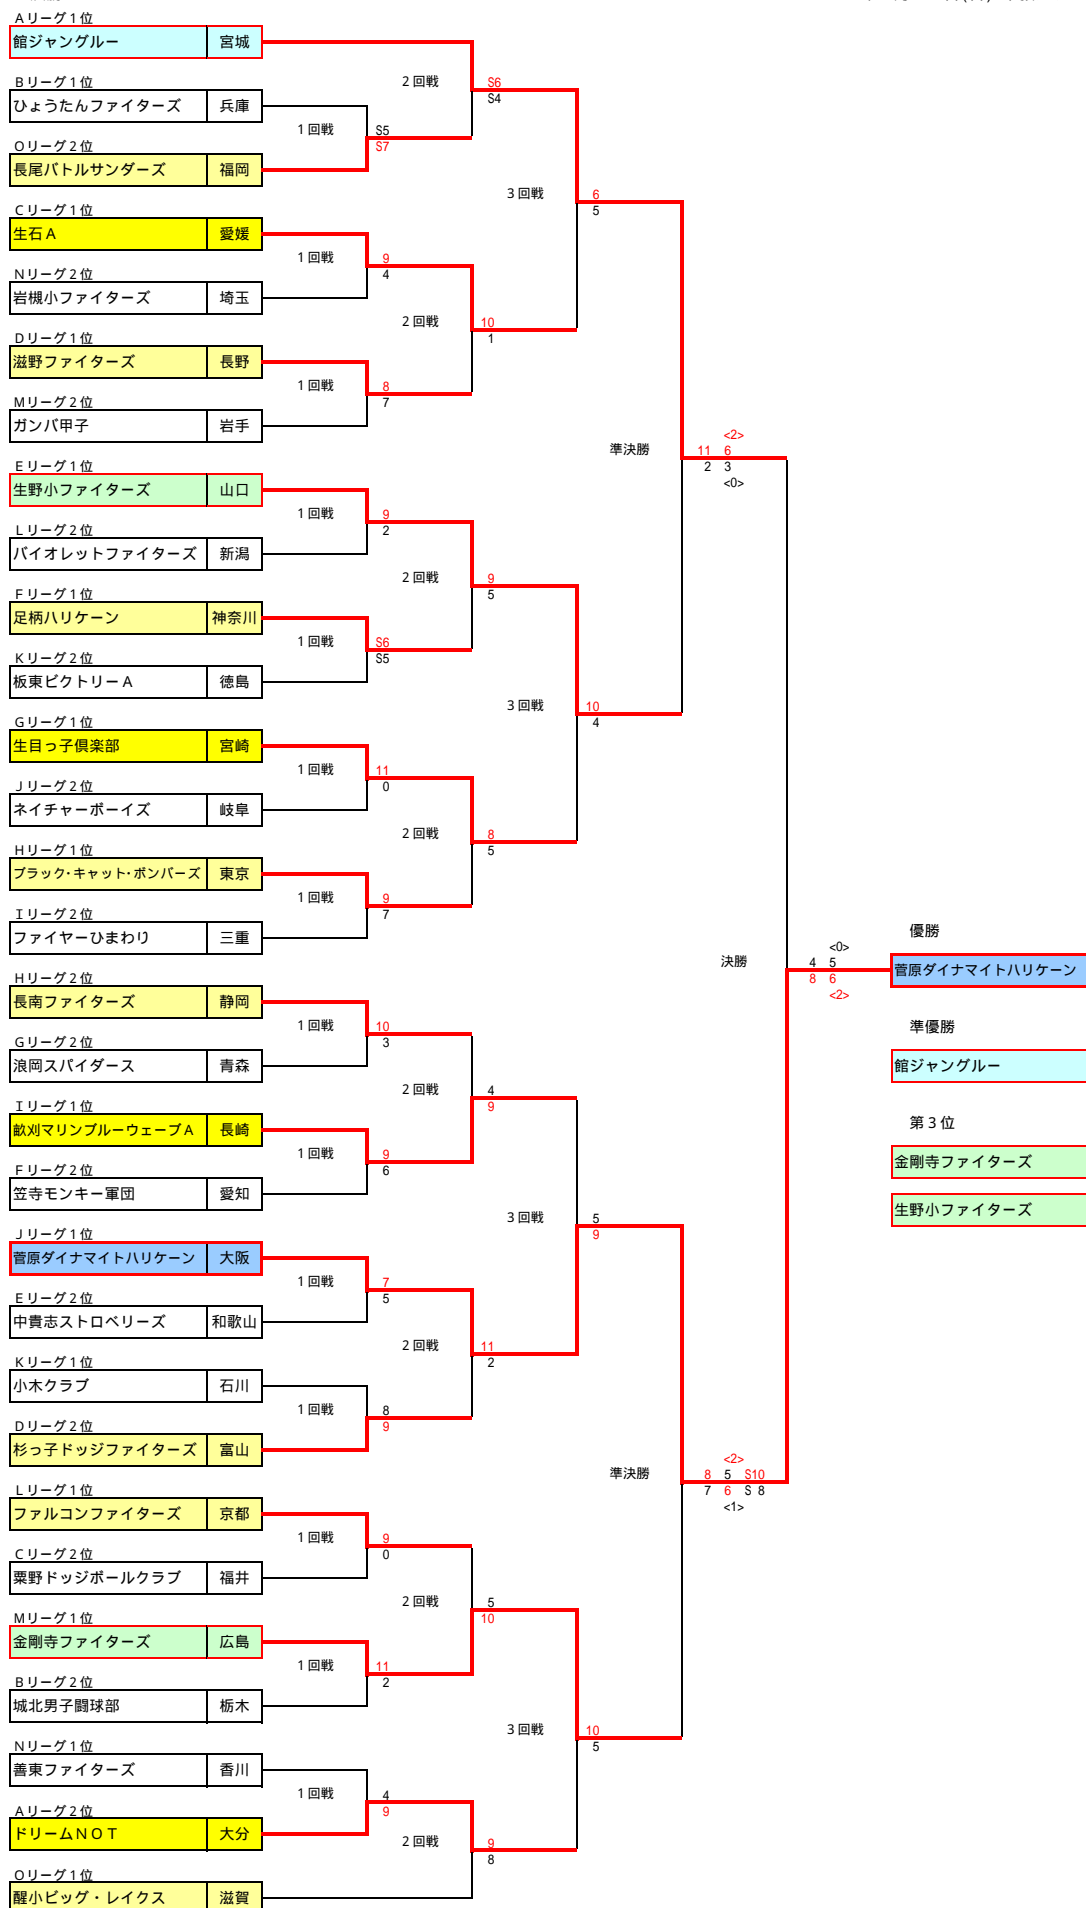 Aリーグ1位
館ジャングルー 宮城
2回戦 S6
S4
Bリーグ1位
ひょうたんファイターズ 兵庫
1回戦 S5
S7
Oリーグ2位
長尾バトルサンダーズ 福岡
3回戦 6
5
Cリーグ1位
生石A 愛媛
1回戦 9
4
Nリーグ2位
岩槻小ファイターズ 埼玉
2回戦 10
1
Dリーグ1位
滋野ファイターズ 長野
1回戦 8
7
Mリーグ2位
ガンバ甲子 岩手
準決勝 <2>
11 6
2 3
<0>
Eリーグ1位
生野小ファイターズ 山口
1回戦 9
2
Lリーグ2位
バイオレットファイターズ 新潟
2回戦 9
5
Fリーグ1位
足柄ハリケーン 神奈川
1回戦 S6
S5
Kリーグ2位
板東ビクトリーA 徳島
3回戦 10
4
Gリーグ1位
生目っ子倶楽部 宮崎
1回戦 11
0
Jリーグ2位
ネイチャーボーイズ 岐阜
2回戦 8
5
Hリーグ1位
ブラック・キャット・ボンバーズ 東京
1回戦 9
7
Iリーグ2位
ファイヤーひまわり 三重
決勝 <0>
4 5
8 6
<2>
優勝
菅原ダイナマイトハリケーン
準優勝
館ジャングルー
第3位
金剛寺ファイターズ
生野小ファイターズ
Hリーグ2位
長南ファイターズ 静岡
1回戦 10
3
Gリーグ2位
浪岡スパイダース 青森
2回戦 4
9
Iリーグ1位
畝刈マリンブルーウェーブA 長崎
1回戦 9
6
Fリーグ2位
笠寺モンキー軍団 愛知
3回戦 5
9
Jリーグ1位
菅原ダイナマイトハリケーン 大阪
1回戦 7
5
Eリーグ2位
中貴志ストロベリーズ 和歌山
2回戦 11
2
Kリーグ1位
小木クラブ 石川
1回戦 8
9
Dリーグ2位
杉っ子ドッジファイターズ 富山
準決勝 <2>
8 5 S10
7 6 S 8
<1>
Lリーグ1位
ファルコンファイターズ 京都
1回戦 9
0
Cリーグ2位
粟野ドッジボールクラブ 福井
2回戦 5
10
Mリーグ1位
金剛寺ファイターズ 広島
1回戦 11
2
Bリーグ2位
城北男子闘球部 栃木
3回戦 10
5
Nリーグ1位
善東ファイターズ 香川
1回戦 4
9
Aリーグ2位
ドリームNOT 大分
2回戦 9
8
Oリーグ1位
醒小ビッグ・レイクス 滋賀